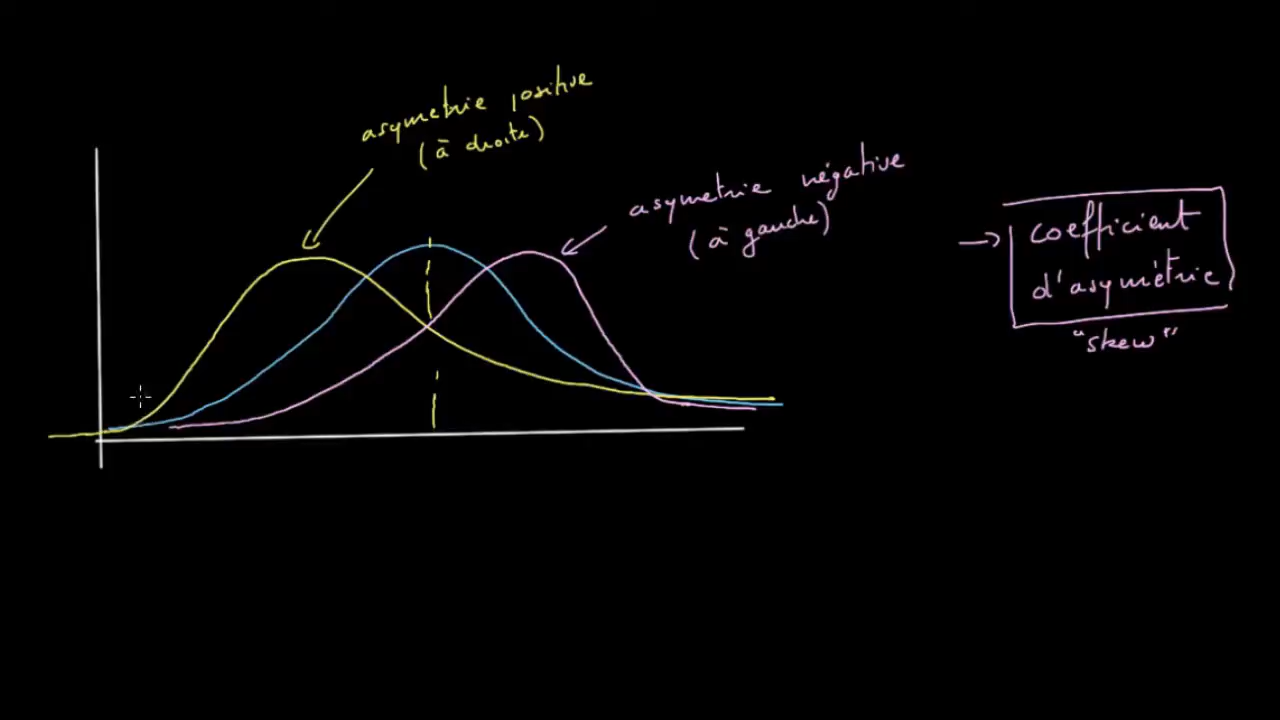 asymetrie positive
(à droite)
asymetrie négative
(à gauche)
→ coefficient
d'asymétrie
"skew"